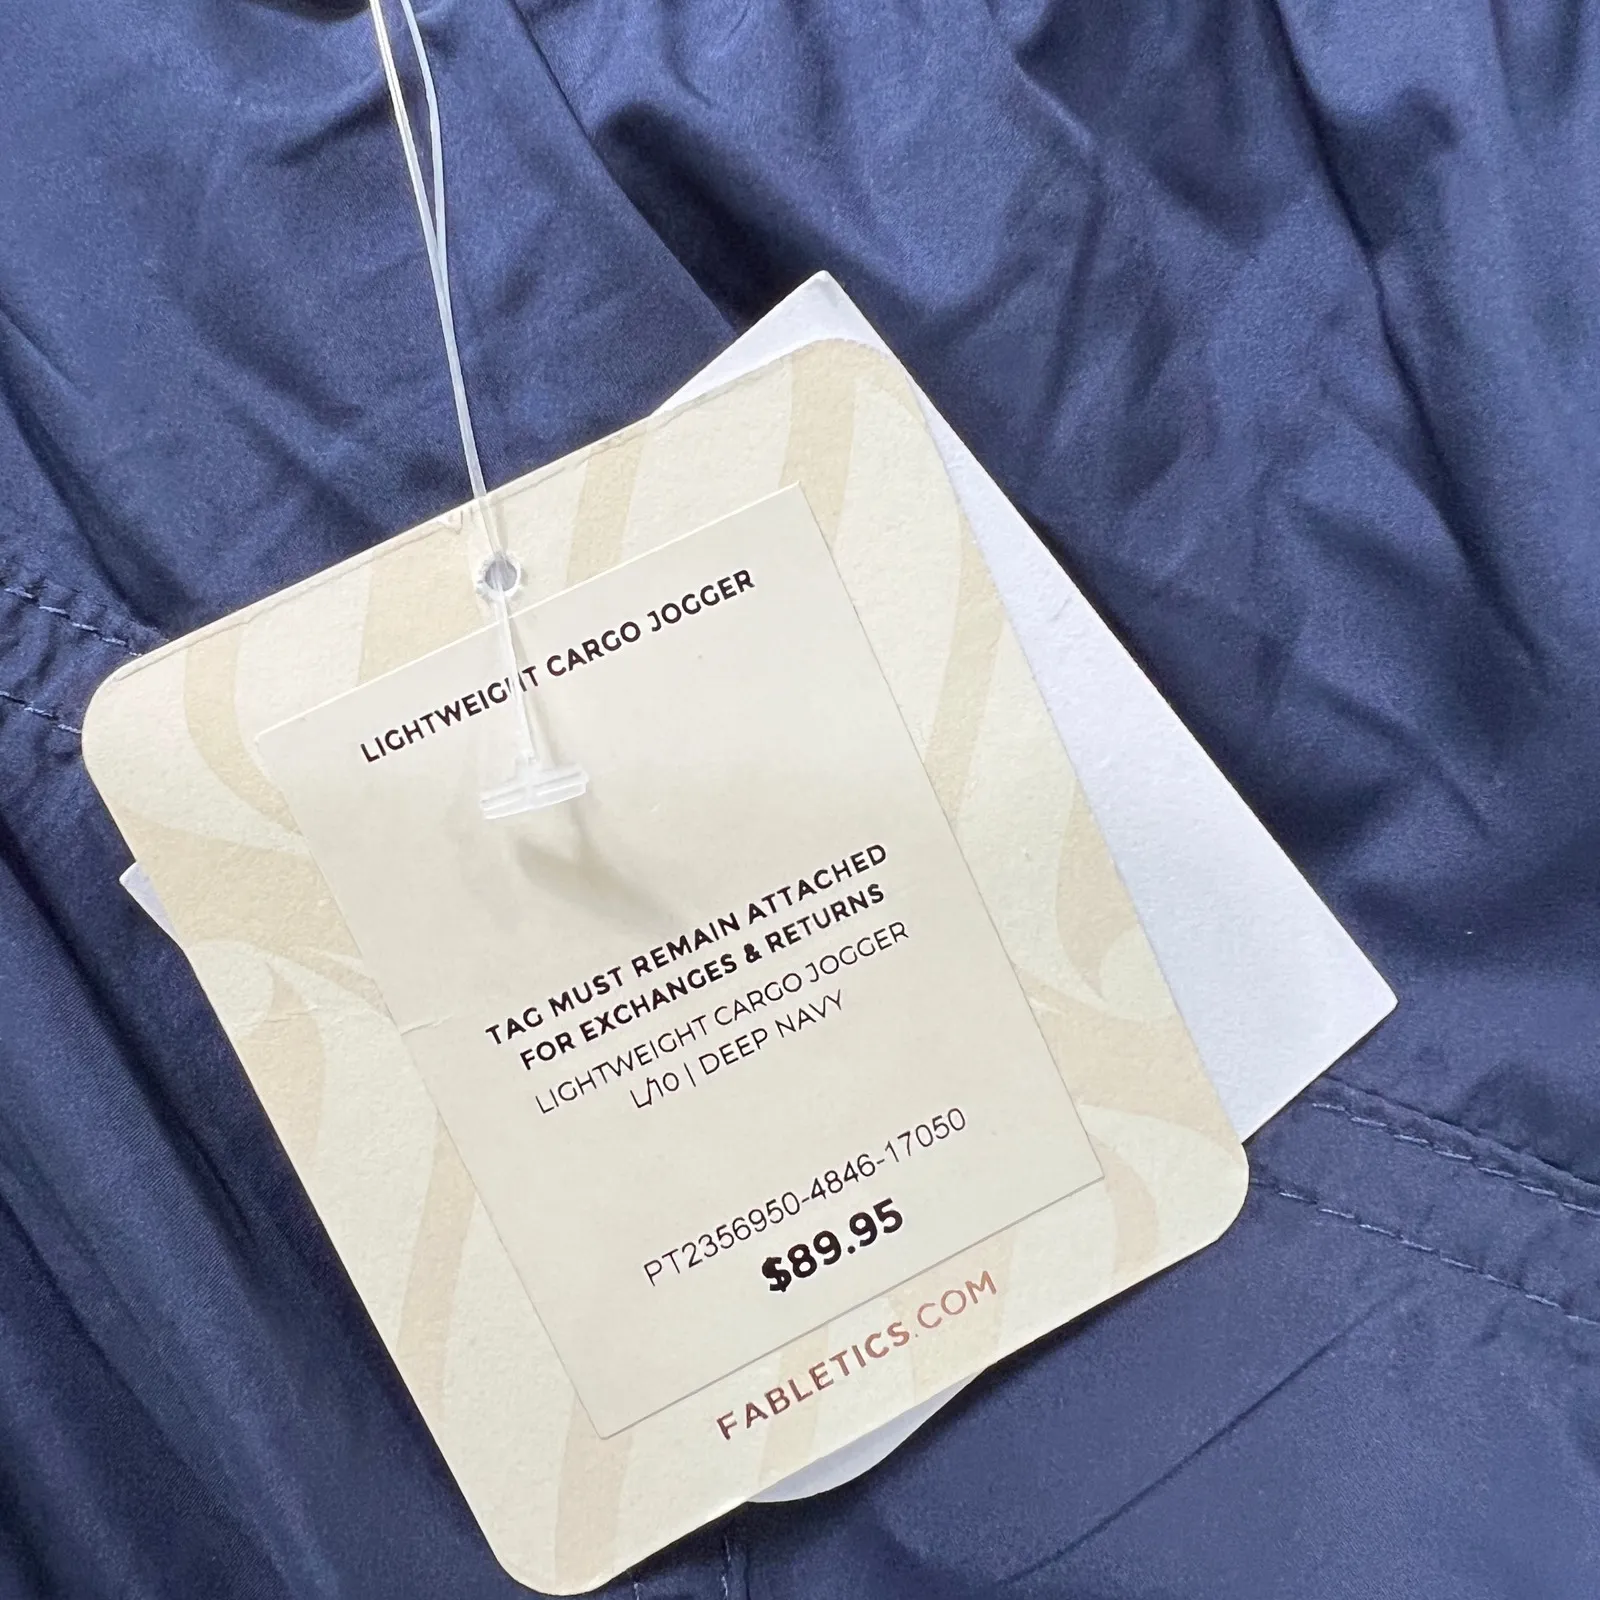 LIGHTWEIGHT CARGO JOGGER
TAG MUST REMAIN ATTACHED
FOR EXCHANGES & RETURNS
LIGHTWEIGHT CARGO JOGGER
L/10 | DEEP NAVY
PT2356950-4846-17050
$89.95
FABLETICS.COM